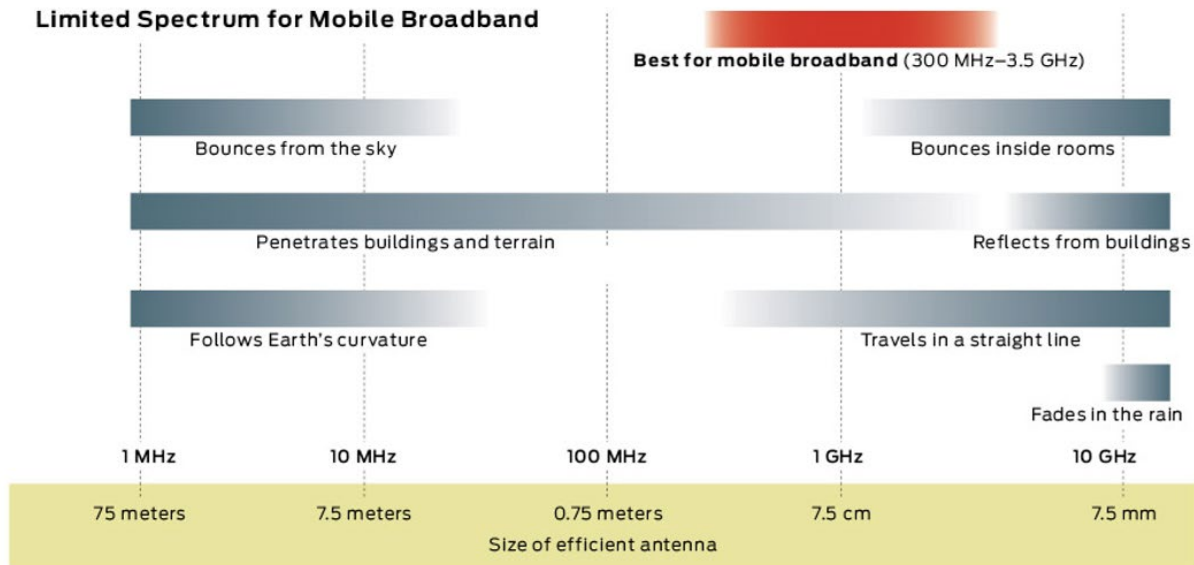 Limited Spectrum for Mobile Broadband
Best for mobile broadband (300 MHz–3.5 GHz)
Bounces from the sky
Bounces inside rooms
Penetrates buildings and terrain
Reflects from buildings
Follows Earth's curvature
Travels in a straight line
Fades in the rain
1 MHz 10 MHz 100 MHz 1 GHz 10 GHz
75 meters 7.5 meters 0.75 meters 7.5 cm 7.5 mm
Size of efficient antenna